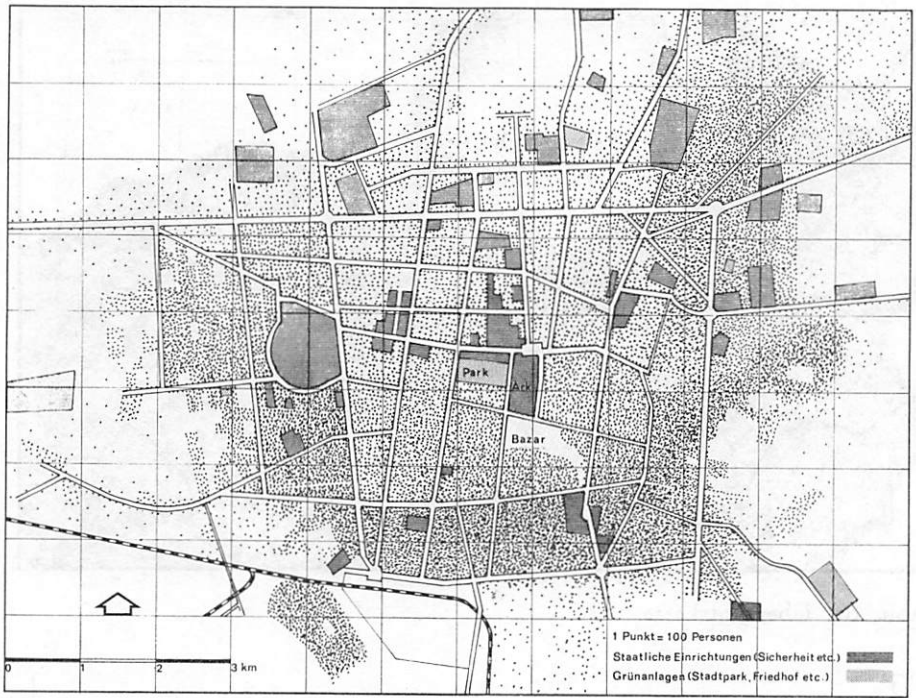 Park
Ark
Bazar
1 Punkt = 100 Personen
Staatliche Einrichtungen (Sicherheit etc.)
Grünanlagen (Stadtpark, Friedhof etc.)
0 1 2 3 km